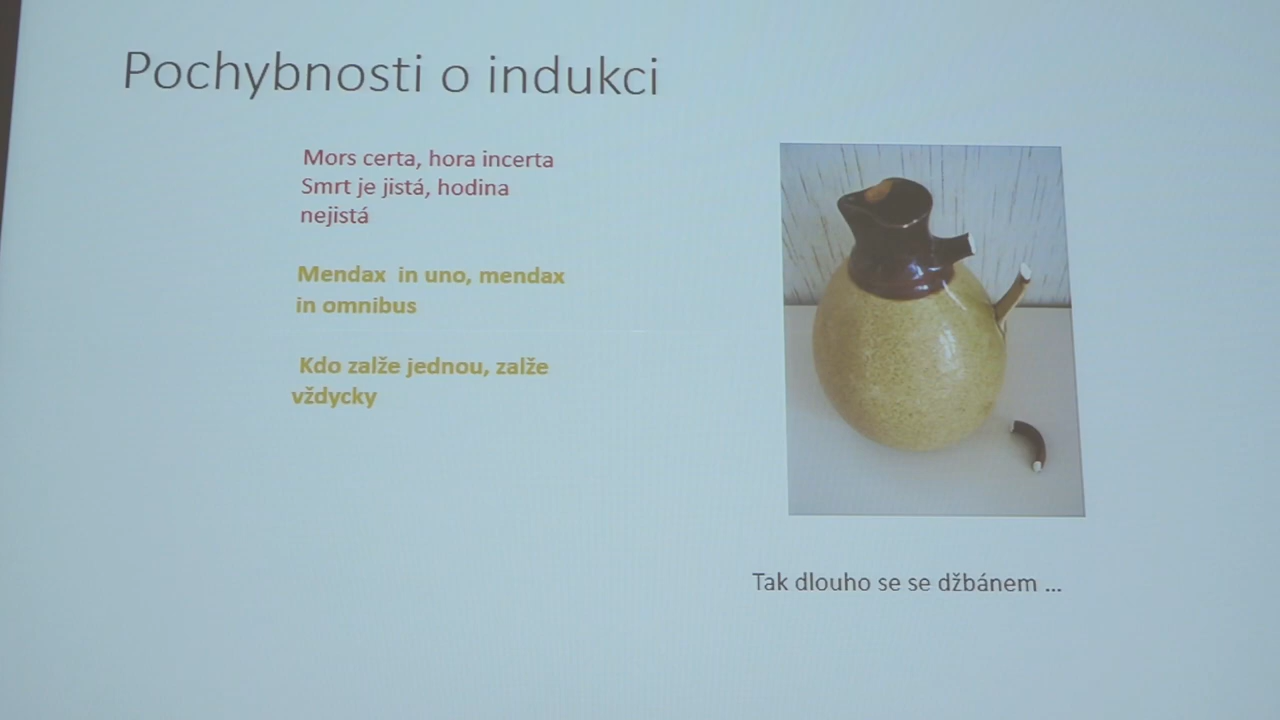 Pochybnosti o indukci
Mors certa, hora incerta
Smrt je jistá, hodina
nejistá
Mendax in uno, mendax
in omnibus
Kdo zalže jednou, zalže
vždycky
Tak dlouho se se džbánem ...